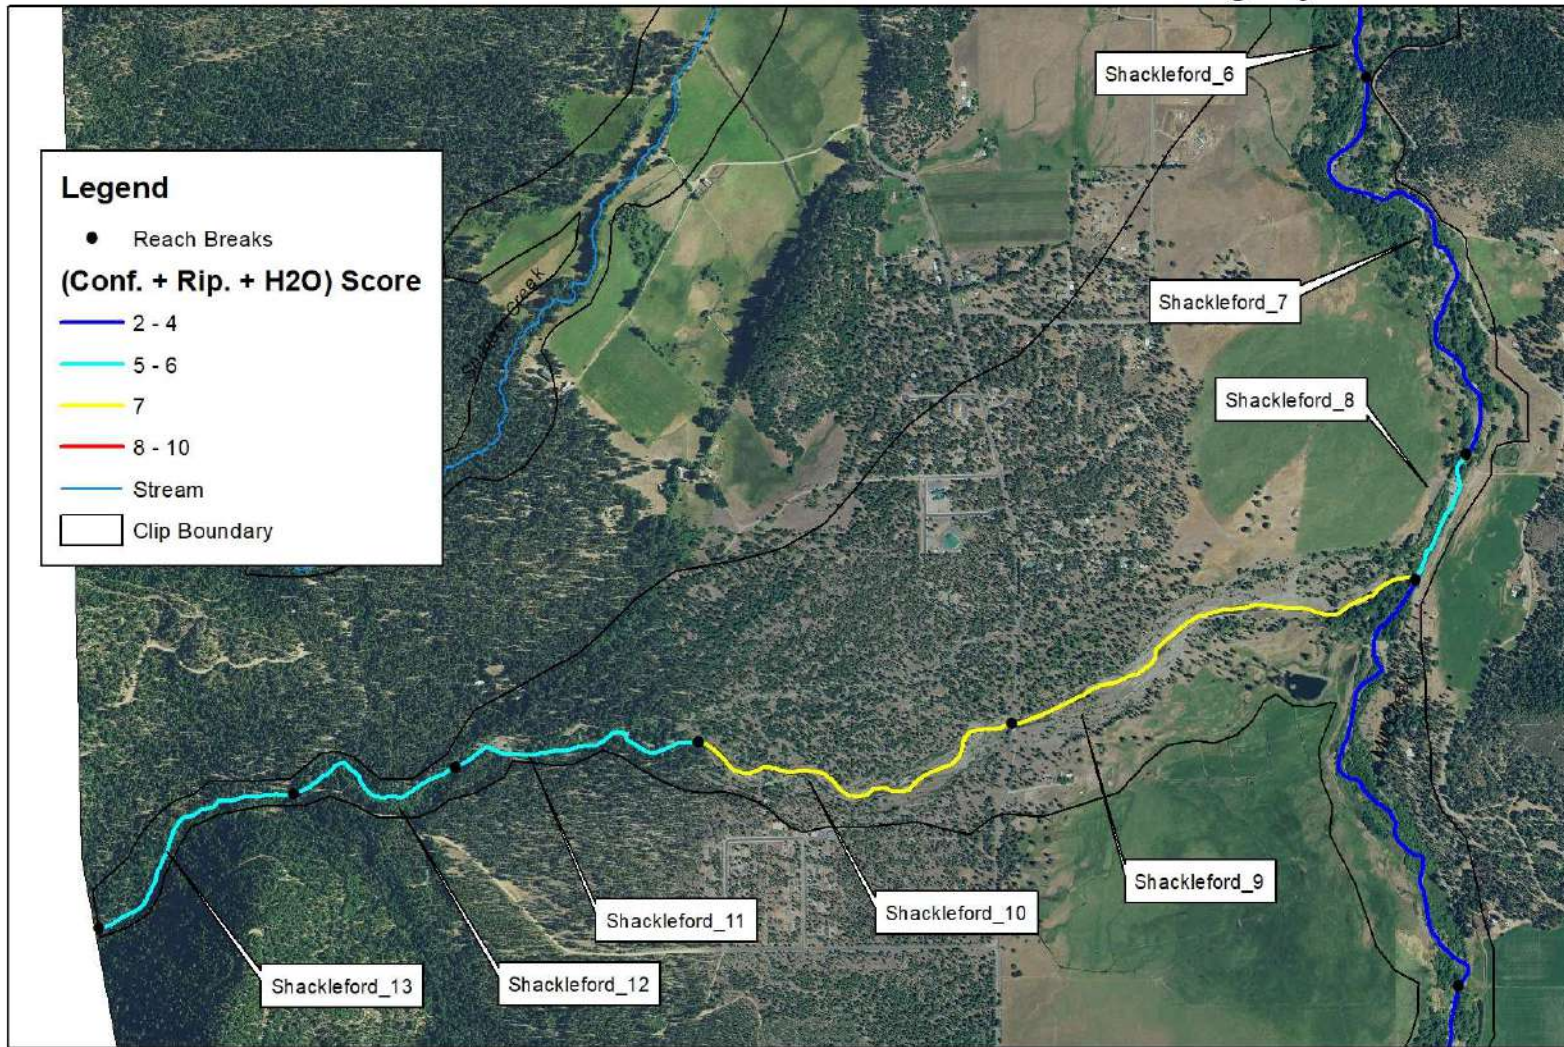 Shackleford_6
Legend
Reach Breaks
(Conf. + Rip. + H2O) Score
2 - 4
5 - 6
7
8 - 10
Stream
Clip Boundary
Shackleford_7
Shackleford_8
Shackleford_9
Shackleford_10
Shackleford_11
Shackleford_12
Shackleford_13